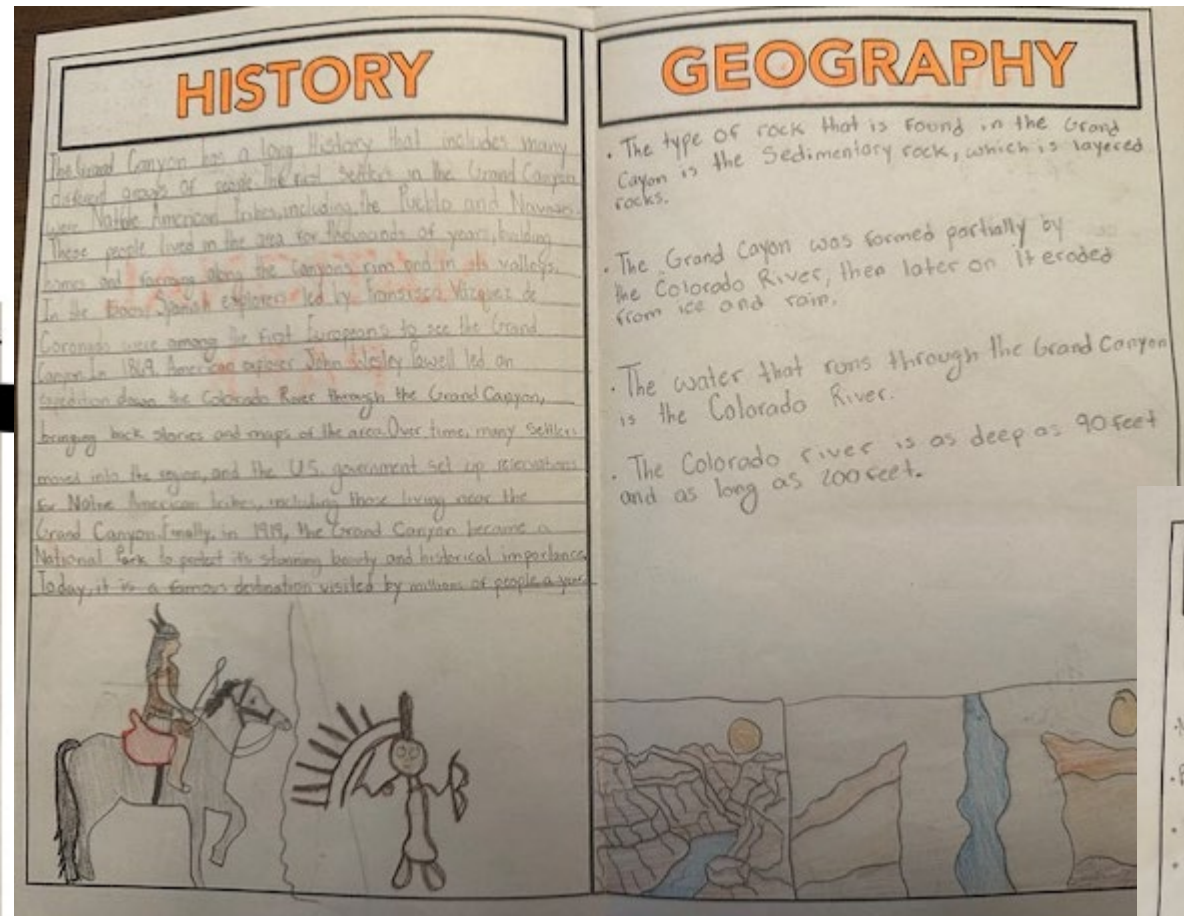 HISTORY
The Grand Canyon has a long History that includes many
different groups of people. The first settlers in the Grand Canyon
were Native American tribes, including the Pueblo and Navajos.
These people lived in the area for thousands of years, building
homes and farming along the canyons rim and in its valleys.
In the Spanish explorers led by Francisco Vázquez de
Coronado were among the first Europeans to see the Grand
Canyon. In 1869, American explorer John Wesley Powell led an
expedition down the Colorado River through the Grand Canyon,
bringing back stories and maps of the area. Over time, many settlers
moved into the region, and the U.S. government set up reservations
for Native American tribes, including those living near the
Grand Canyon. Finally, in 1919, the Grand Canyon became a
National Park to protect its stunning beauty and historical importance.
Today, it is a famous destination visited by millions of people a year.
GEOGRAPHY
• The type of rock that is found in the Grand
Cayon is the Sedimentory rock, which is layered
rocks.
• The Grand Cayon was formed partially by
the Colorado River, then later on it eroded
from ice and rain.
• The water that runs through the Grand Canyon
is the Colorado River.
• The Colorado river is as deep as 90 feet
and as long as 200 feet.